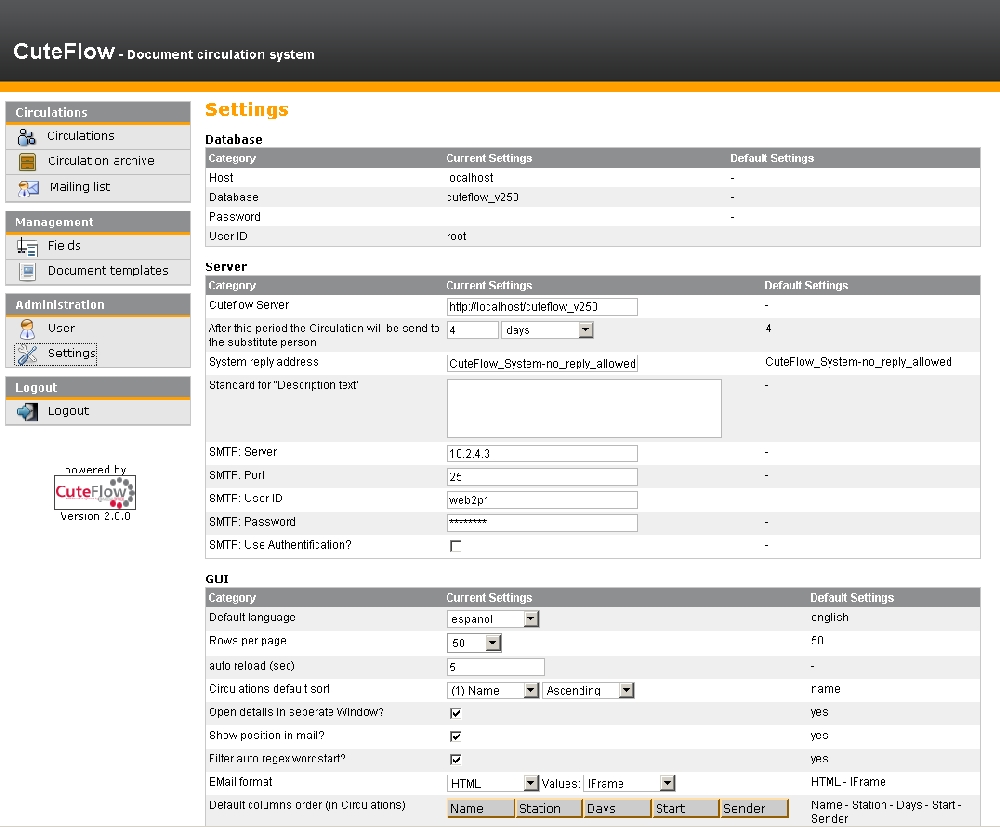 CuteFlow - Document circulation system
Circulations
Circulations
Circulation archive
Mailing list
Management
Fields
Document templates
Administration
User
Settings
Logout
Logout
powered by
CuteFlow
Version 2.0.0
Settings
Database
Category Current Settings Default Settings
Host localhost -
Database cuteflow_v250 -
Password -
User ID root
Server
Category Current Settings Default Settings
Cuteflow Server http://localhost/cuteflow_v250 -
After this period the Circulation will be send to 4 days 4
the substitute person
System reply address CuteFlow_System-no_reply_allowed CuteFlow_System-no_reply_allowed
Standard for "Description text" -
SMTP: Server 10.2.4.3 -
SMTP: Port 25 -
SMTP: User ID web2p1
SMTP: Password ******** -
SMTP: Use Authentification? -
GUI
Category Current Settings Default Settings
Default language espanol english
Rows per page 50 50
auto reload (sec) 5 -
Circulations default sort (1) Name Ascending name
Open details in seperate Window? yes
Show position in mail? yes
Filter auto regex wordstart? yes
EMail format HTML Values: IFrame HTML - IFrame
Default columns order (in Circulations) Name Station Days Start Sender Name - Station - Days - Start -
Sender